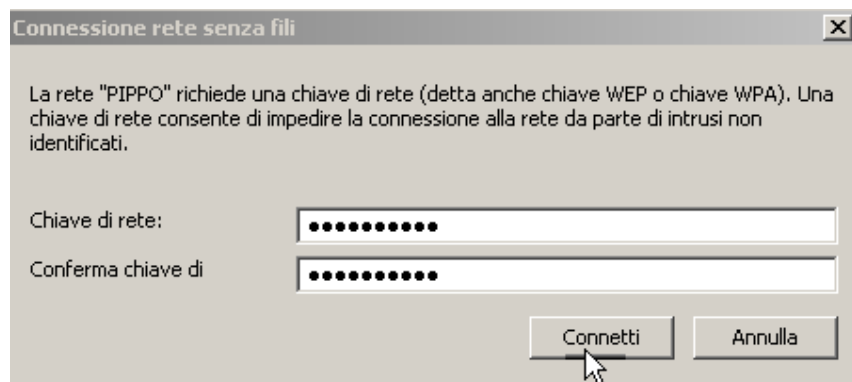 Connessione rete senza fili
La rete "PIPPO" richiede una chiave di rete (detta anche chiave WEP o chiave WPA). Una
chiave di rete consente di impedire la connessione alla rete da parte di intrusi non
identificati.
Chiave di rete: ●●●●●●●●●●
Conferma chiave di ●●●●●●●●●●
Connetti Annulla